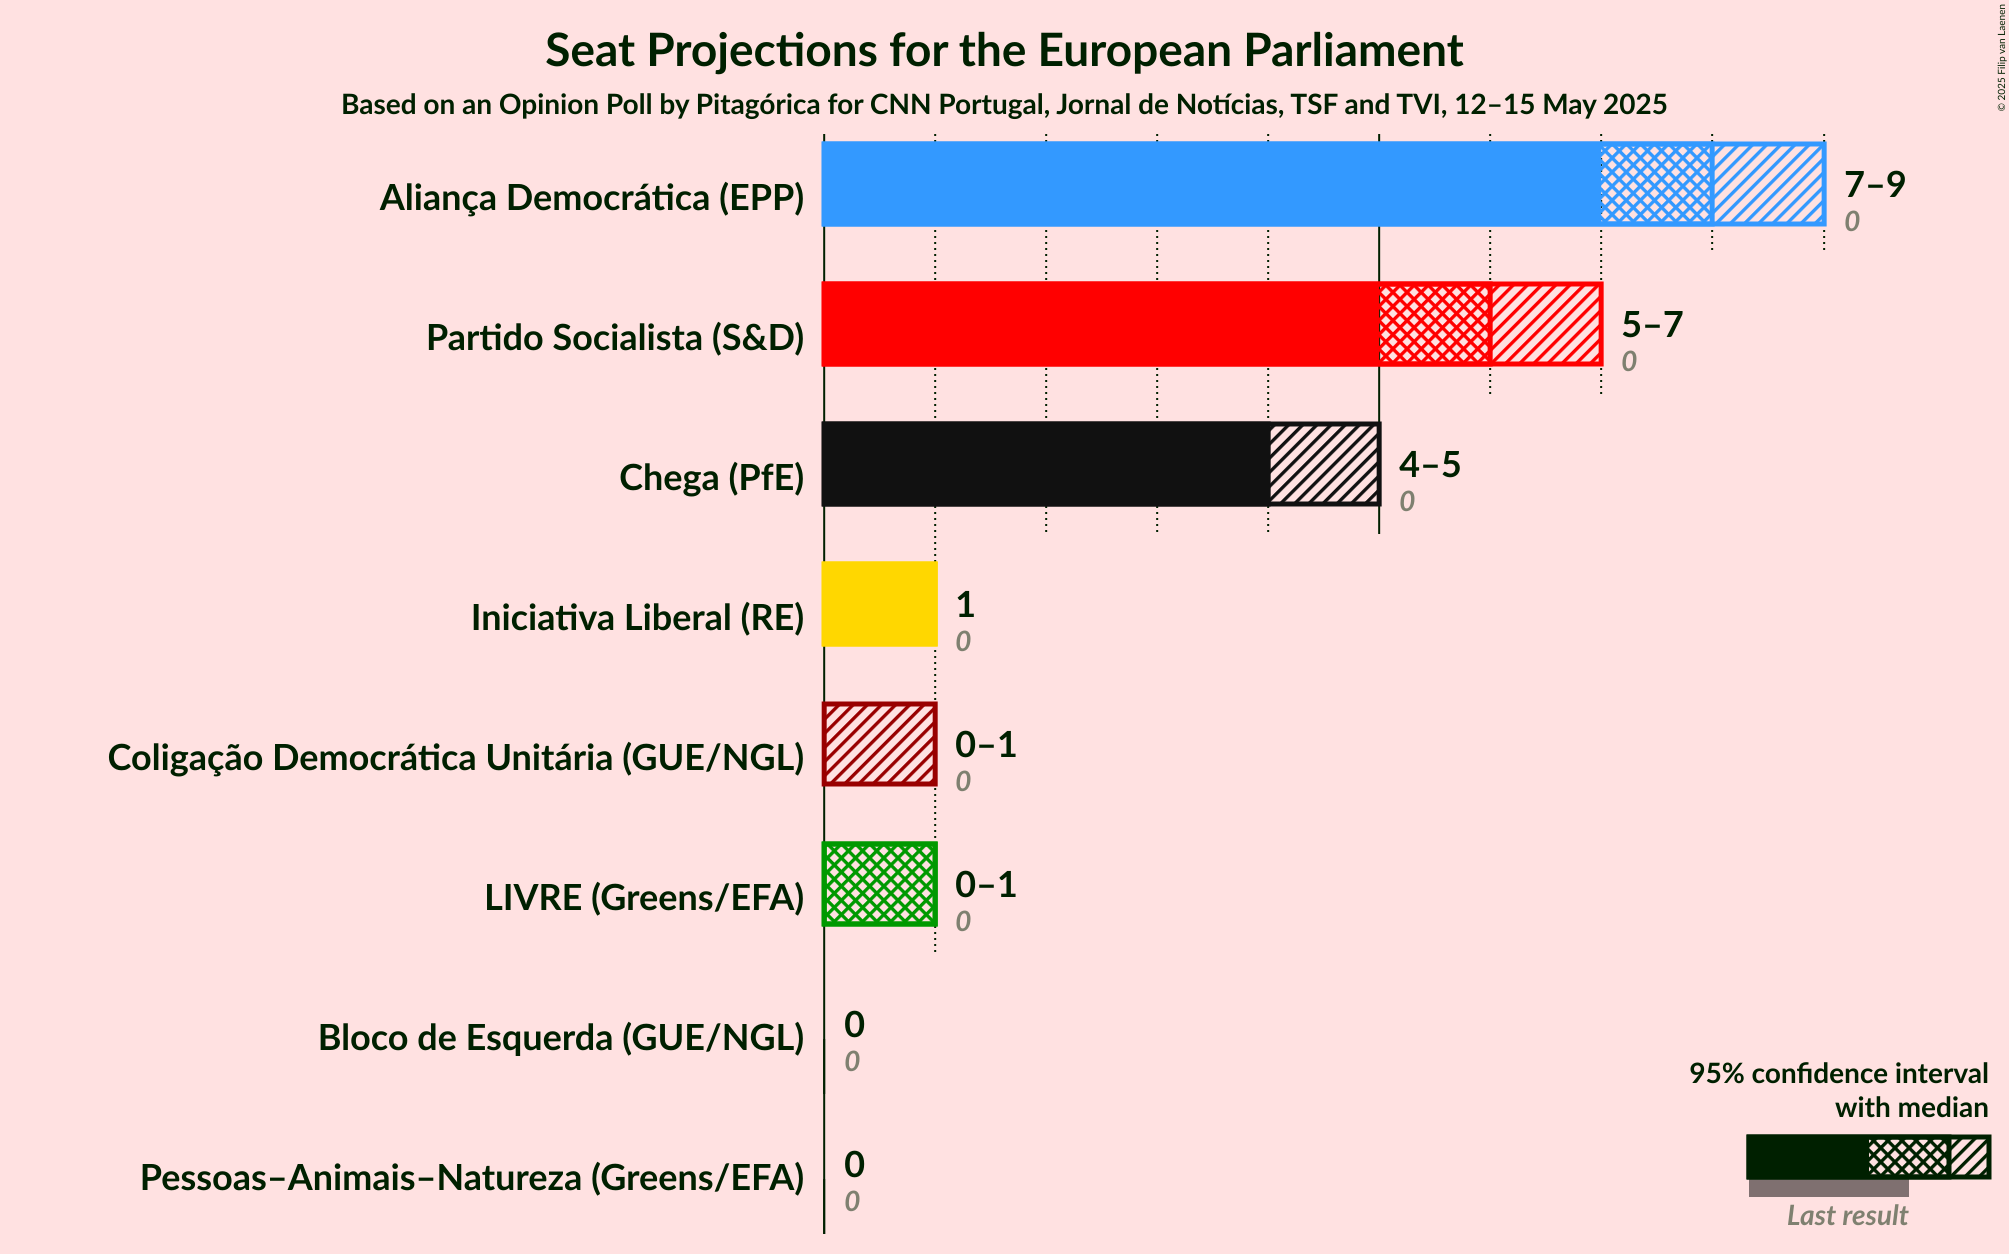 Seat Projections for the European Parliament
Based on an Opinion Poll by Pitagórica for CNN Portugal, Jornal de Notícias, TSF and TVI, 12–15 May 2025
© 2025 Filip van Laenen
Aliança Democrática (EPP)
7–9
0
Partido Socialista (S&D)
5–7
0
Chega (PfE)
4–5
0
Iniciativa Liberal (RE)
1
0
Coligação Democrática Unitária (GUE/NGL)
0–1
0
LIVRE (Greens/EFA)
0–1
0
Bloco de Esquerda (GUE/NGL)
0
0
Pessoas–Animais–Natureza (Greens/EFA)
0
0
95% confidence interval
with median
Last result